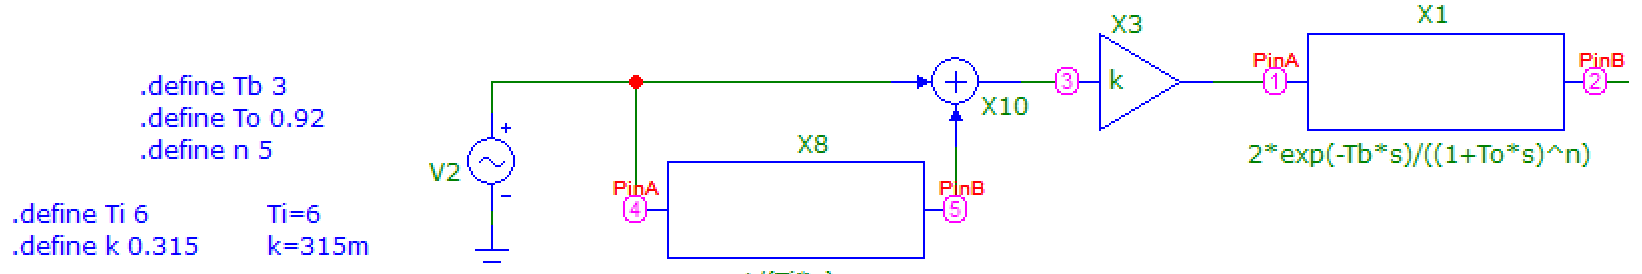 X1
X3
PinA
PinB
.define Tb 3
1
2
3
k
+
X10
.define To 0.92
+
X8
.define n 5
2*exp(-Tb*s)/((1+To*s)^n)
V2
PinA
PinB
-
4
5
.define Ti 6 Ti=6
.define k 0.315 k=315m